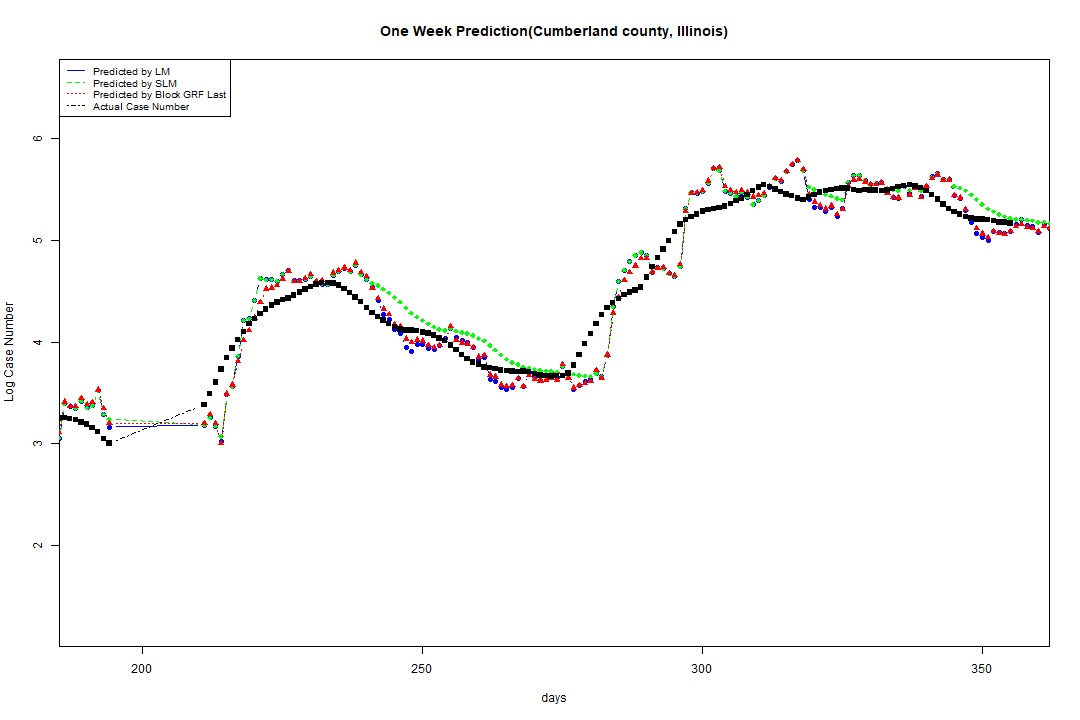 One Week Prediction(Cumberland county, Illinois)
Predicted by LM
Predicted by SLM
Predicted by Block GRF Last
Actual Case Number
6
5
4
3
2
Log Case Number
200
250
300
350
days